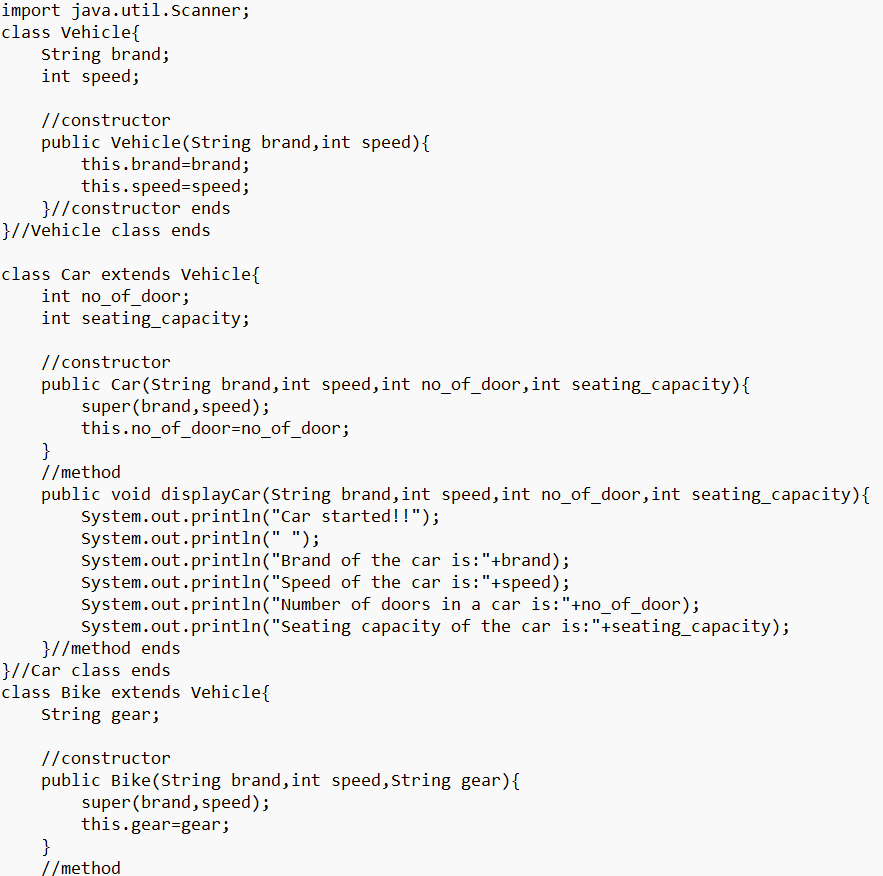 import java.util.Scanner;
class Vehicle{
    String brand;
    int speed;

    //constructor
    public Vehicle(String brand,int speed){
        this.brand=brand;
        this.speed=speed;
    }//constructor ends
}//Vehicle class ends

class Car extends Vehicle{
    int no_of_door;
    int seating_capacity;

    //constructor
    public Car(String brand,int speed,int no_of_door,int seating_capacity){
        super(brand,speed);
        this.no_of_door=no_of_door;
    }
    //method
    public void displayCar(String brand,int speed,int no_of_door,int seating_capacity){
        System.out.println("Car started!!");
        System.out.println(" ");
        System.out.println("Brand of the car is:"+brand);
        System.out.println("Speed of the car is:"+speed);
        System.out.println("Number of doors in a car is:"+no_of_door);
        System.out.println("Seating capacity of the car is:"+seating_capacity);
    }//method ends
}//Car class ends
class Bike extends Vehicle{
    String gear;

    //constructor
    public Bike(String brand,int speed,String gear){
        super(brand,speed);
        this.gear=gear;
    }
    //method